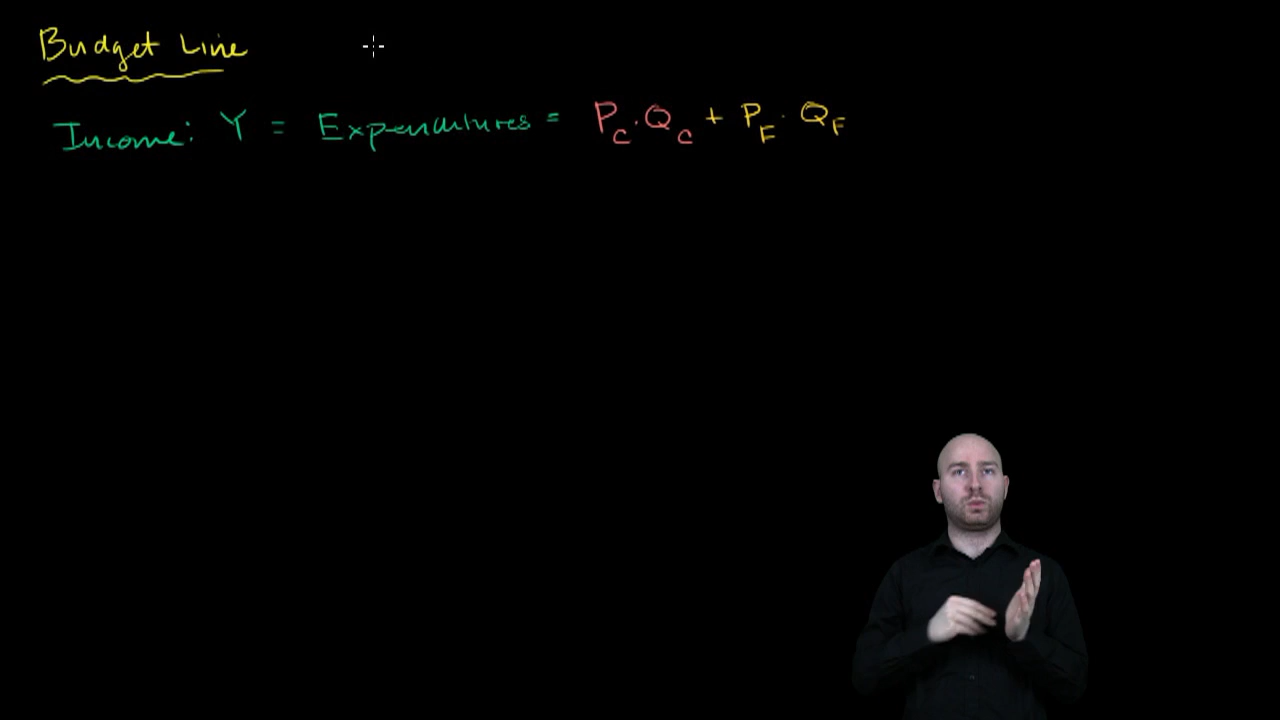 Budget Line
Income: Y = Expenditures = P_C · Q_C + P_F · Q_F